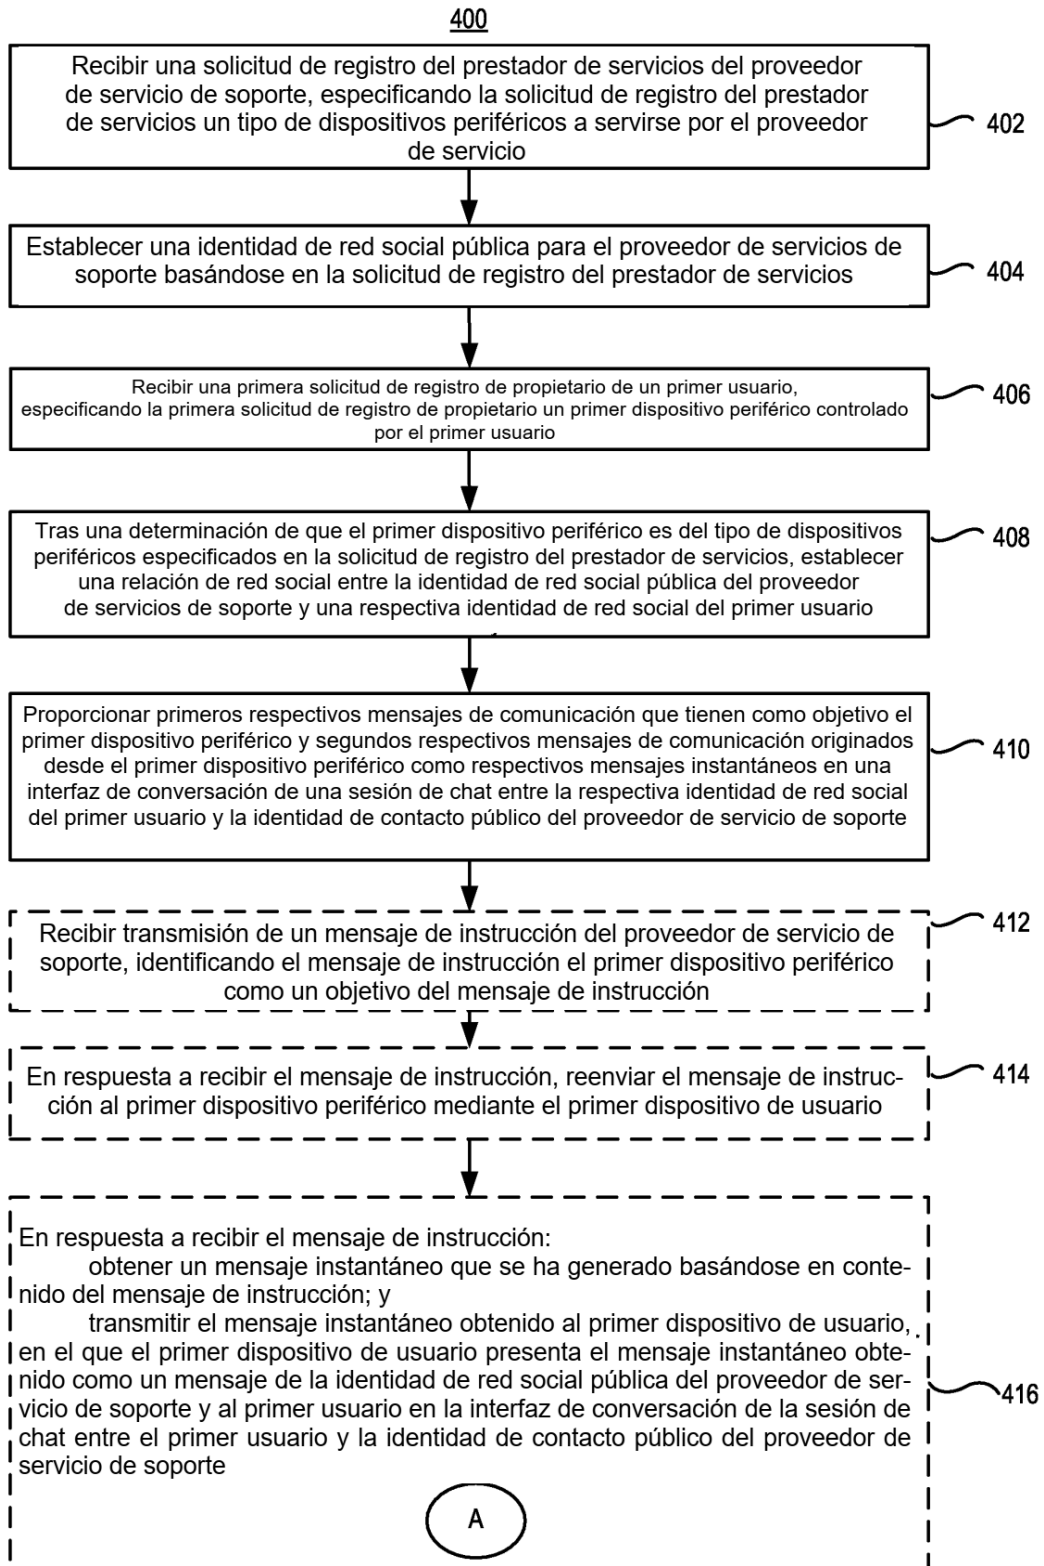 400
Recibir una solicitud de registro del prestador de servicios del proveedor
de servicio de soporte, especificando la solicitud de registro del prestador
de servicios un tipo de dispositivos periféricos a servirse por el proveedor
de servicio
402
Establecer una identidad de red social pública para el proveedor de servicios de
soporte basándose en la solicitud de registro del prestador de servicios
404
Recibir una primera solicitud de registro de propietario de un primer usuario,
especificando la primera solicitud de registro de propietario un primer dispositivo periférico controlado
por el primer usuario
406
Tras una determinación de que el primer dispositivo periférico es del tipo de dispositivos
periféricos especificados en la solicitud de registro del prestador de servicios, establecer
una relación de red social entre la identidad de red social pública del proveedor
de servicios de soporte y una respectiva identidad de red social del primer usuario
408
Proporcionar primeros respectivos mensajes de comunicación que tienen como objetivo el
primer dispositivo periférico y segundos respectivos mensajes de comunicación originados
desde el primer dispositivo periférico como respectivos mensajes instantáneos en una
interfaz de conversación de una sesión de chat entre la respectiva identidad de red social
del primer usuario y la identidad de contacto público del proveedor de servicio de soporte
410
Recibir transmisión de un mensaje de instrucción del proveedor de servicio de
soporte, identificando el mensaje de instrucción el primer dispositivo periférico
como un objetivo del mensaje de instrucción
412
En respuesta a recibir el mensaje de instrucción, reenviar el mensaje de instruc-
ción al primer dispositivo periférico mediante el primer dispositivo de usuario
414
En respuesta a recibir el mensaje de instrucción:
obtener un mensaje instantáneo que se ha generado basándose en conte-
nido del mensaje de instrucción; y
transmitir el mensaje instantáneo obtenido al primer dispositivo de usuario,
en el que el primer dispositivo de usuario presenta el mensaje instantáneo obte-
nido como un mensaje de la identidad de red social pública del proveedor de ser-
vicio de soporte y al primer usuario en la interfaz de conversación de la sesión de
chat entre el primer usuario y la identidad de contacto público del proveedor de
servicio de soporte
416
A